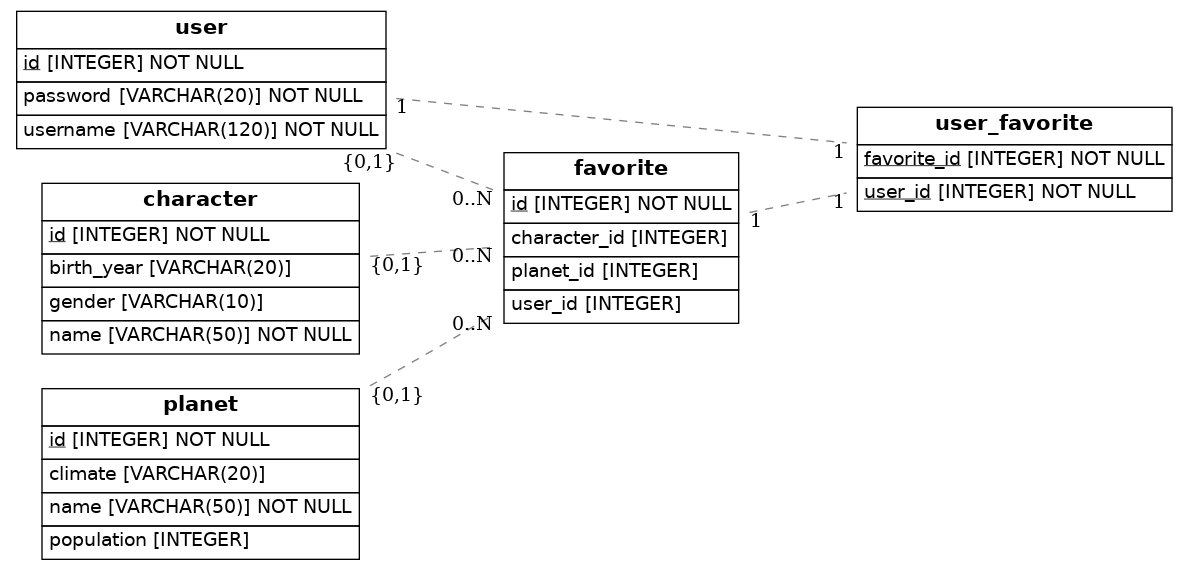 user
id [INTEGER] NOT NULL
password [VARCHAR(20)] NOT NULL
username [VARCHAR(120)] NOT NULL
1
{0,1}
character
id [INTEGER] NOT NULL
birth_year [VARCHAR(20)]
gender [VARCHAR(10)]
name [VARCHAR(50)] NOT NULL
{0,1}
planet
id [INTEGER] NOT NULL
climate [VARCHAR(20)]
name [VARCHAR(50)] NOT NULL
population [INTEGER]
{0,1}
0..N
0..N
0..N
favorite
id [INTEGER] NOT NULL
character_id [INTEGER]
planet_id [INTEGER]
user_id [INTEGER]
1
1
1
user_favorite
favorite_id [INTEGER] NOT NULL
user_id [INTEGER] NOT NULL